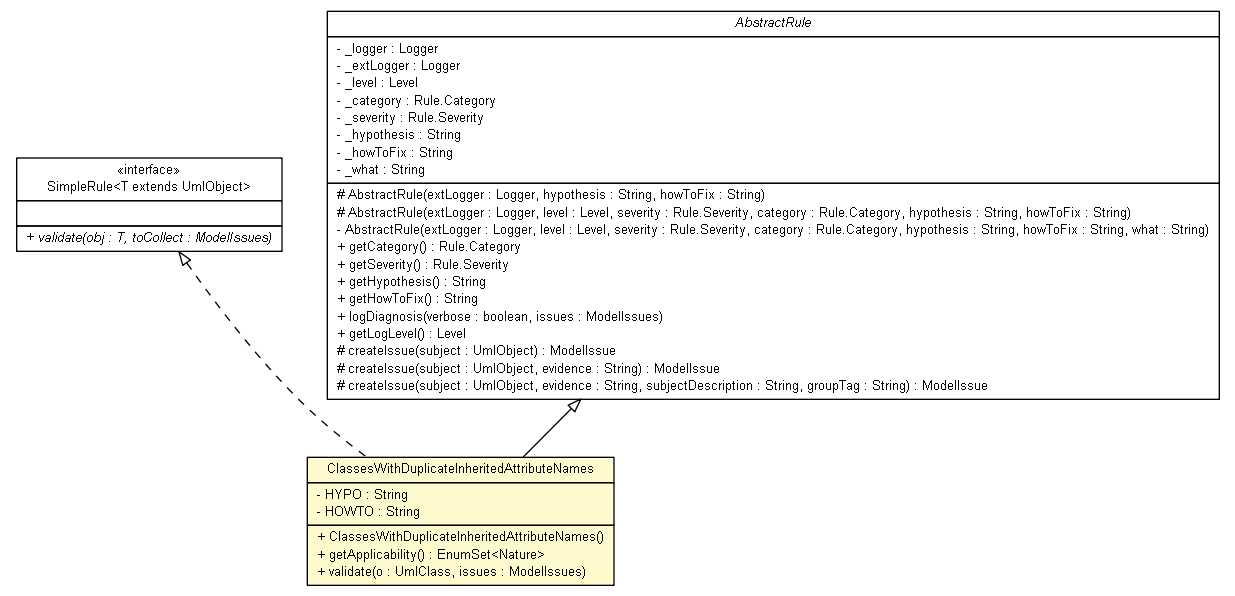 AbstractRule
- _logger : Logger
- _extLogger : Logger
- _level : Level
- _category : Rule.Category
- _severity : Rule.Severity
- _hypothesis : String
- _howToFix : String
- _what : String
# AbstractRule(extLogger : Logger, hypothesis : String, howToFix : String)
# AbstractRule(extLogger : Logger, level : Level, severity : Rule.Severity, category : Rule.Category, hypothesis : String, howToFix : String)
- AbstractRule(extLogger : Logger, level : Level, severity : Rule.Severity, category : Rule.Category, hypothesis : String, howToFix : String, what : String)
+ getCategory() : Rule.Category
+ getSeverity() : Rule.Severity
+ getHypothesis() : String
+ getHowToFix() : String
+ logDiagnosis(verbose : boolean, issues : ModelIssues)
+ getLogLevel() : Level
# createIssue(subject : UmlObject) : ModelIssue
# createIssue(subject : UmlObject, evidence : String) : ModelIssue
# createIssue(subject : UmlObject, evidence : String, subjectDescription : String, groupTag : String) : ModelIssue
«interface»
SimpleRule<T extends UmlObject>
+ validate(obj : T, toCollect : ModelIssues)
ClassesWithDuplicateInheritedAttributeNames
- HYPO : String
- HOWTO : String
+ ClassesWithDuplicateInheritedAttributeNames()
+ getApplicability() : EnumSet<Nature>
+ validate(o : UmlClass, issues : ModelIssues)